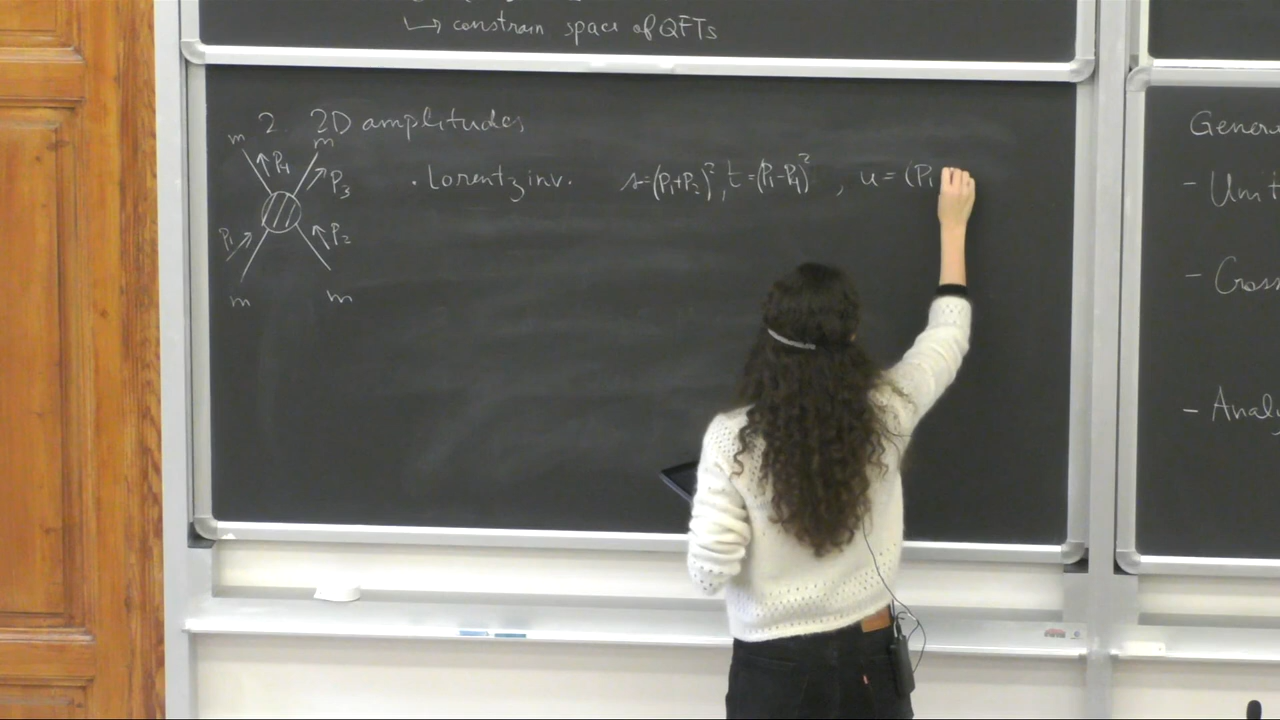 ↳ constrain space of QFTs
2. 2D amplitudes
m m
P4 P3
· Lorentz inv. s=(P1+P2)², t=(P1-P4)², u=(P1
P1 P2
m m
Gener
- Unit
- Cross
- Analy